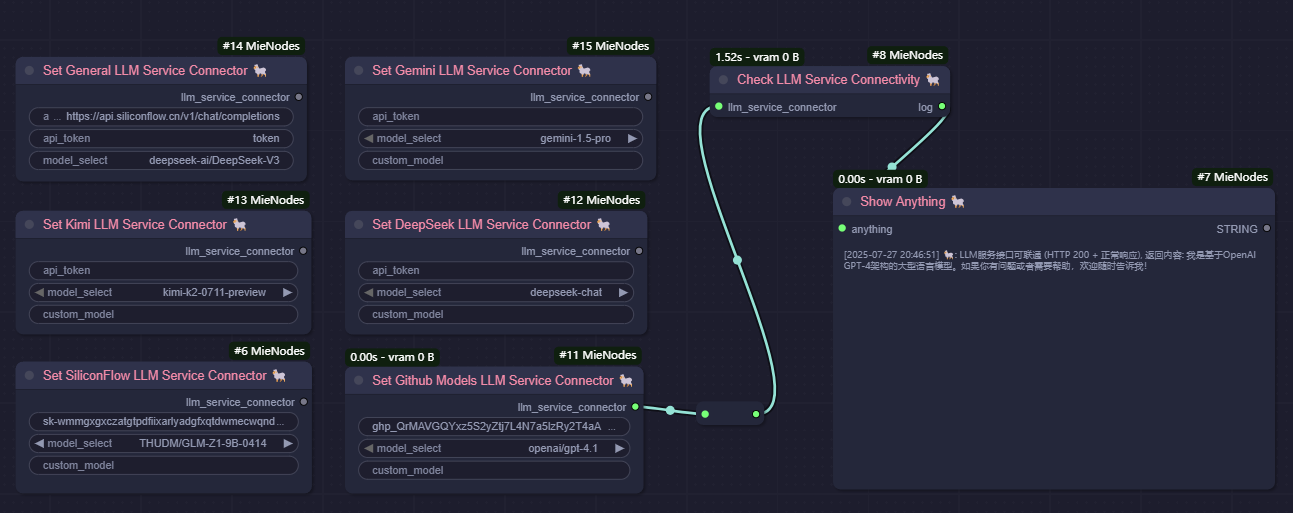 #14 MieNodes
Set General LLM Service Connector 🐑
llm_service_connector
a ... https://api.siliconflow.cn/v1/chat/completions
api_token token
model_select deepseek-ai/DeepSeek-V3
#15 MieNodes
Set Gemini LLM Service Connector 🐑
llm_service_connector
api_token
model_select gemini-1.5-pro
custom_model
#13 MieNodes
Set Kimi LLM Service Connector 🐑
llm_service_connector
api_token
model_select kimi-k2-0711-preview
custom_model
#12 MieNodes
Set DeepSeek LLM Service Connector 🐑
llm_service_connector
api_token
model_select deepseek-chat
custom_model
#6 MieNodes
Set SiliconFlow LLM Service Connector 🐑
llm_service_connector
sk-wmmgxgxczatgtpdfiixarlyadgfxqtdwmecwqnd...
model_select THUDM/GLM-Z1-9B-0414
custom_model
0.00s - vram 0 B
#11 MieNodes
Set Github Models LLM Service Connector 🐑
llm_service_connector
model_select openai/gpt-4.1
custom_model
1.52s - vram 0 B
#8 MieNodes
Check LLM Service Connectivity 🐑
llm_service_connector log
0.00s - vram 0 B
#7 MieNodes
Show Anything 🐑
anything STRING
[2025-07-27 20:46:51] 🐑: LLM服务接口可联通 (HTTP 200 + 正常响应), 返回内容: 我是基于OpenAI
GPT-4架构的大型语言模型。如果你有问题或者需要帮助，欢迎随时告诉我！